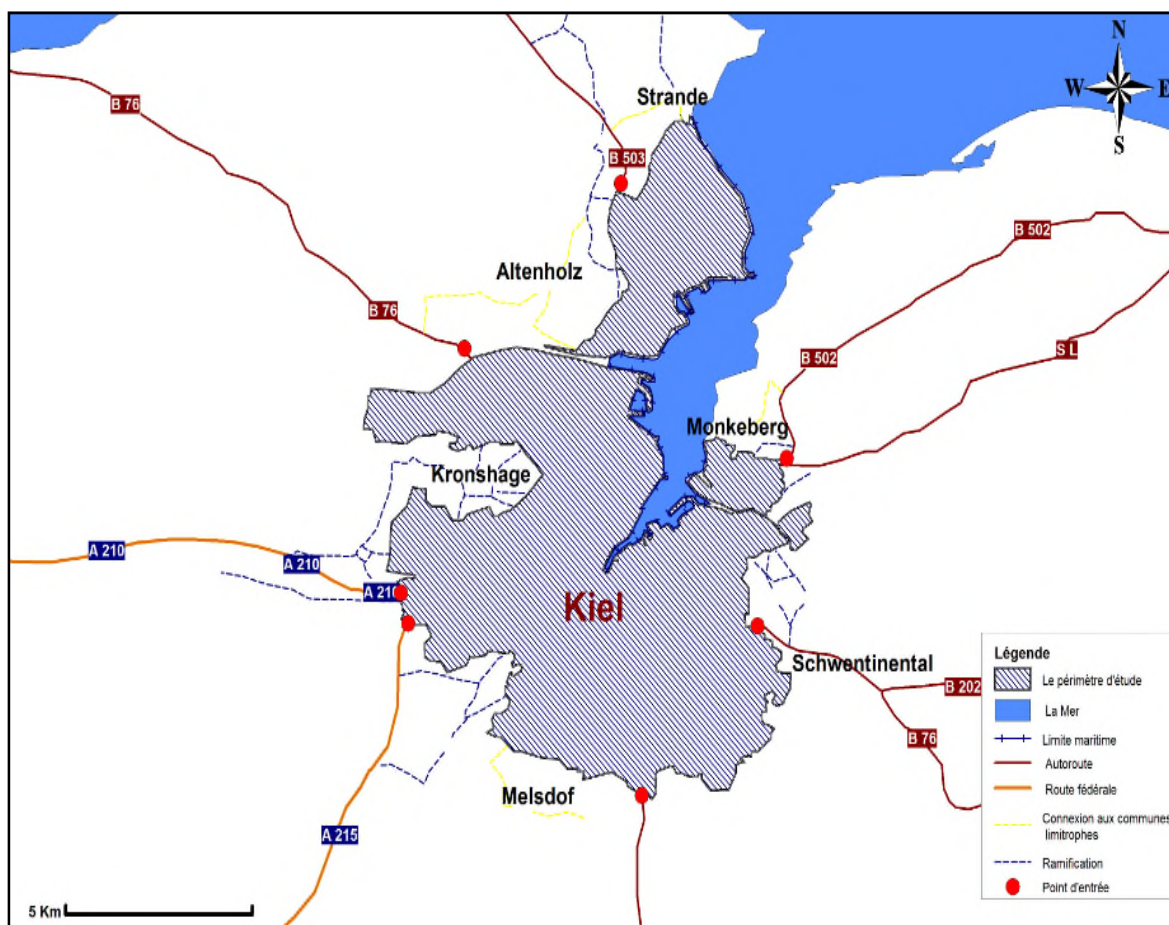 N
W E
S
Strande
B 76
B 503
B 502
Altenholz
B 76
B 502
S L
Monkeberg
Kronshage
A 210
A 210
A 210
Kiel
Schwentinental
B 202
B 76
Melsdof
A 215
5 Km
Légende
Le périmètre d'étude
La Mer
Limite maritime
Autoroute
Route fédérale
Connexion aux communes
limitrophes
Ramification
Point d'entrée